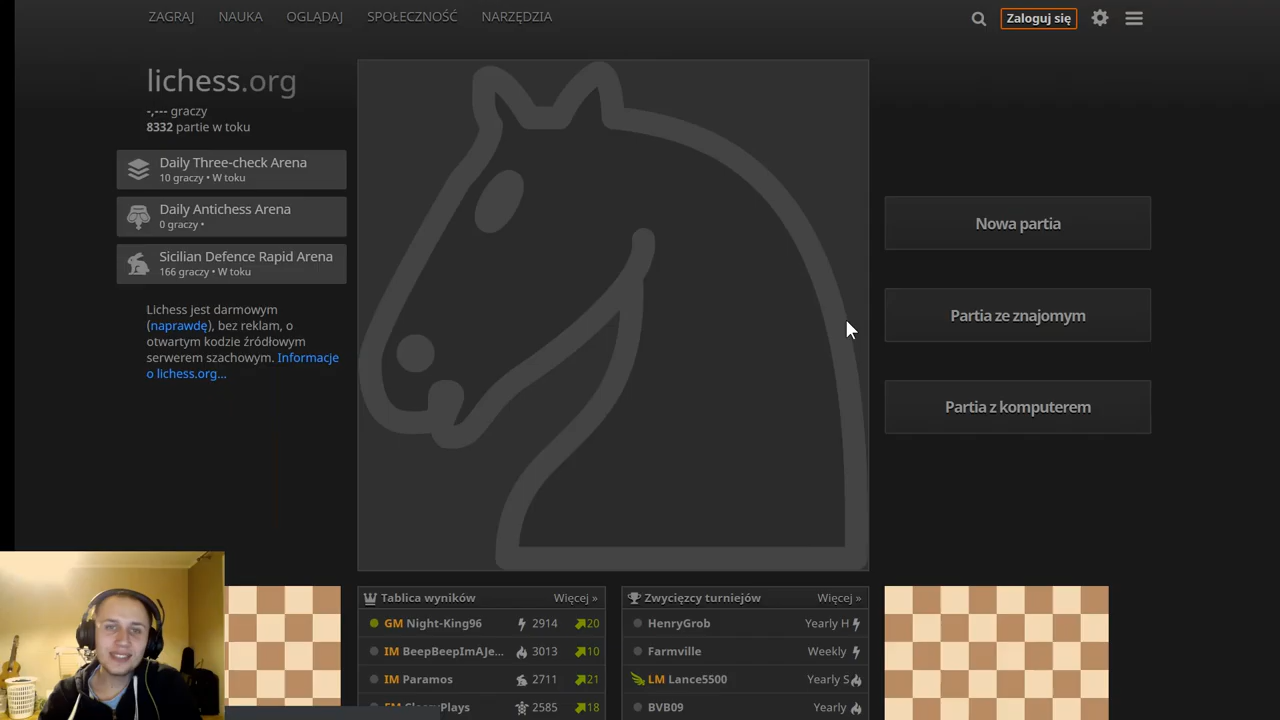 ZAGRAJ NAUKA OGLĄDAJ SPOŁECZNOŚĆ NARZĘDZIA
Zaloguj się
lichess.org
-,--- graczy
8332 partie w toku
Daily Three-check Arena
10 graczy • W toku
Daily Antichess Arena
0 graczy •
Sicilian Defence Rapid Arena
166 graczy • W toku
Lichess jest darmowym
(naprawdę), bez reklam, o
otwartym kodzie źródłowym
serwerem szachowym. Informacje
o lichess.org...
Nowa partia
Partia ze znajomym
Partia z komputerem
Tablica wyników Więcej »
GM Night-King96 2914 20
IM BeepBeepImAJe... 3013 10
IM Paramos 2711 21
2585 18
Zwycięzcy turniejów Więcej »
HenryGrob Yearly H
Farmville Weekly
LM Lance5500 Yearly S
BVB09 Yearly